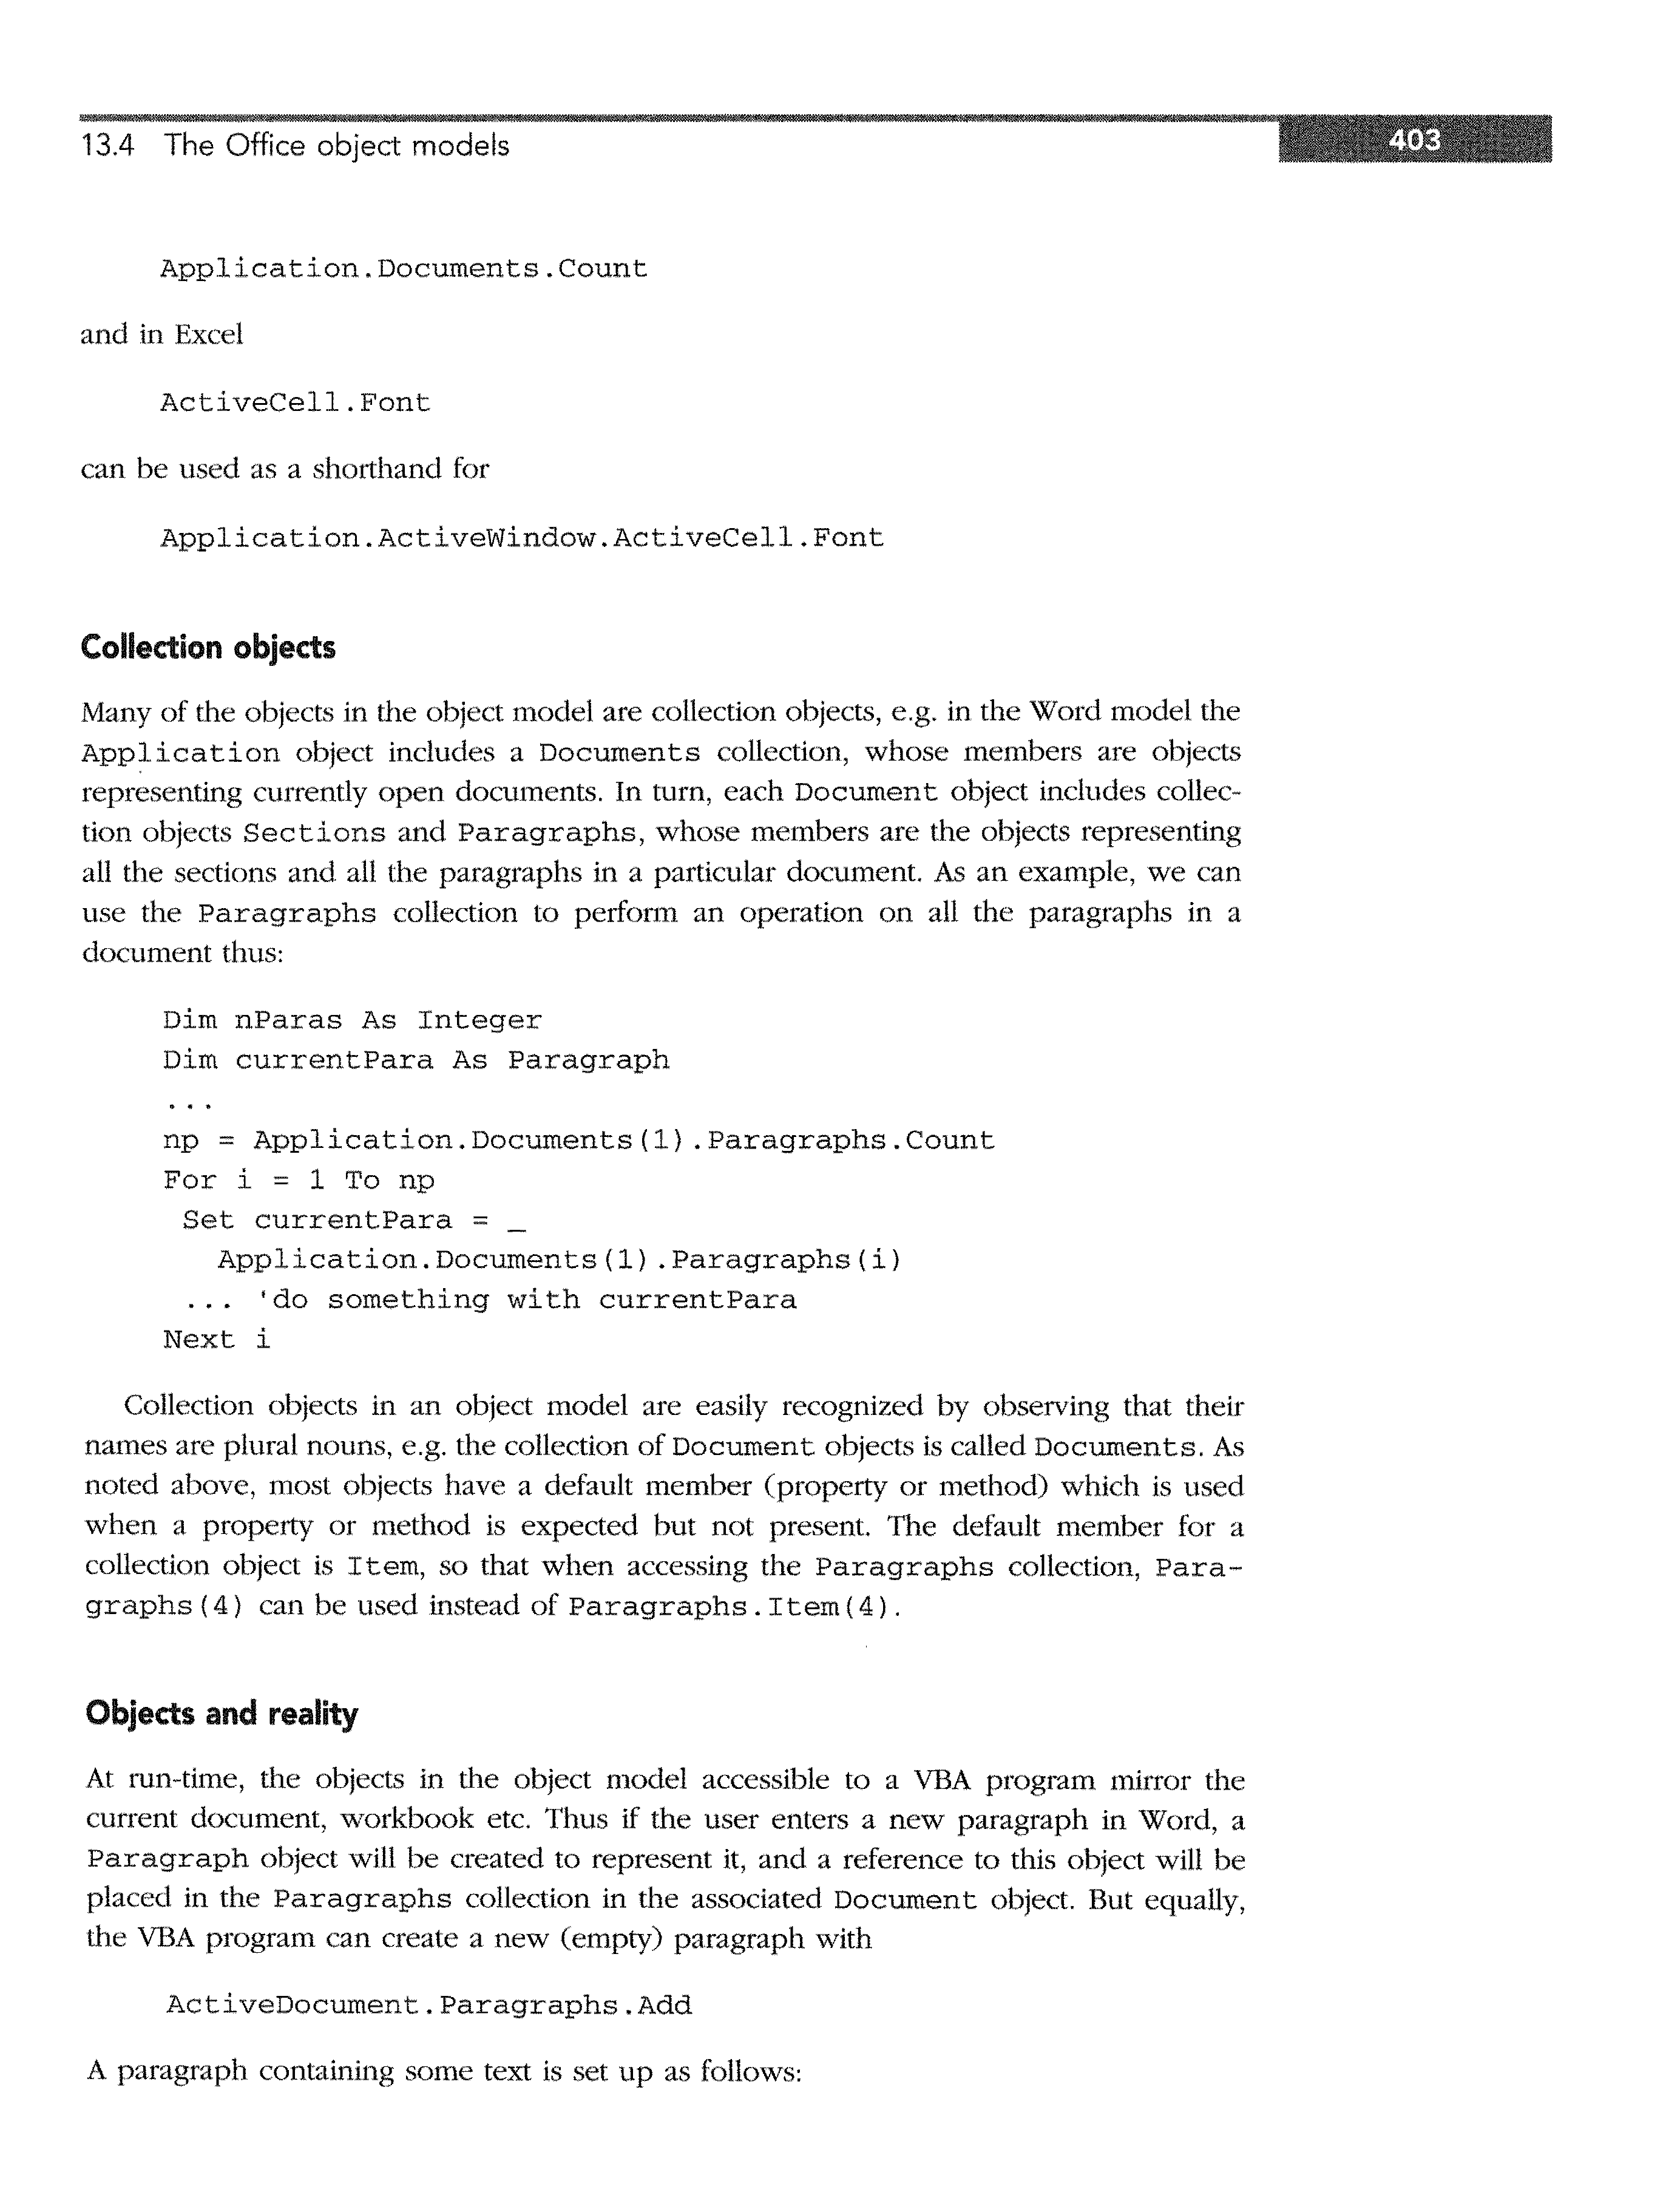 13.4 The Office object models
403
Application.Documents.Count
and in Excel
ActiveCell.Font
can be used as a shorthand for
Application.ActiveWindow.ActiveCell.Font
Collection objects
Many of the objects in the object model are collection objects, e.g. in the Word model the
Application object includes a Documents collection, whose members are objects
representing currently open documents. In turn, each Document object includes collec-
tion objects Sections and Paragraphs, whose members are the objects representing
all the sections and all the paragraphs in a particular document. As an example, we can
use the Paragraphs collection to perform an operation on all the paragraphs in a
document thus:
Dim nParas As Integer
Dim currentPara As Paragraph
...
np = Application.Documents(1).Paragraphs.Count
For i = 1 To np
Set currentPara = _
Application.Documents(1).Paragraphs(i)
... 'do something with currentPara
Next i
Collection objects in an object model are easily recognized by observing that their
names are plural nouns, e.g. the collection of Document objects is called Documents. As
noted above, most objects have a default member (property or method) which is used
when a property or method is expected but not present. The default member for a
collection object is Item, so that when accessing the Paragraphs collection, Para-
graphs(4) can be used instead of Paragraphs.Item(4).
Objects and reality
At run-time, the objects in the object model accessible to a VBA program mirror the
current document, workbook etc. Thus if the user enters a new paragraph in Word, a
Paragraph object will be created to represent it, and a reference to this object will be
placed in the Paragraphs collection in the associated Document object. But equally,
the VBA program can create a new (empty) paragraph with
ActiveDocument.Paragraphs.Add
A paragraph containing some text is set up as follows: